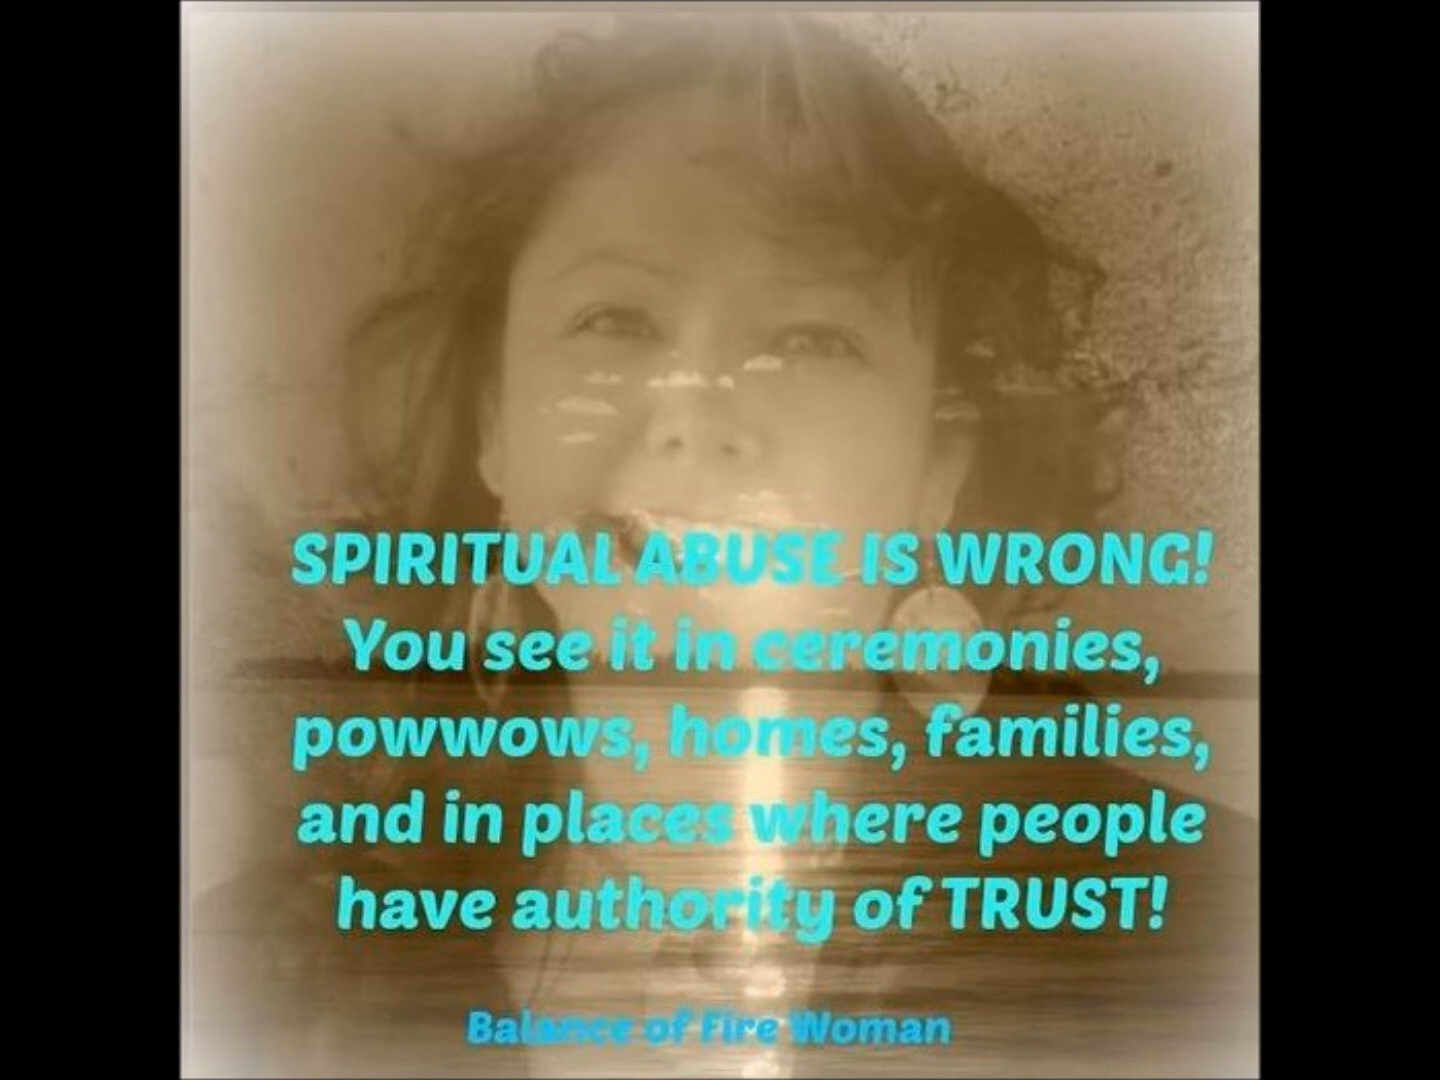 SPIRITUAL ABUSE IS WRONG!
You see it in ceremonies,
powwows, homes, families,
and in places where people
have authority of TRUST!
Balance of Fire Woman